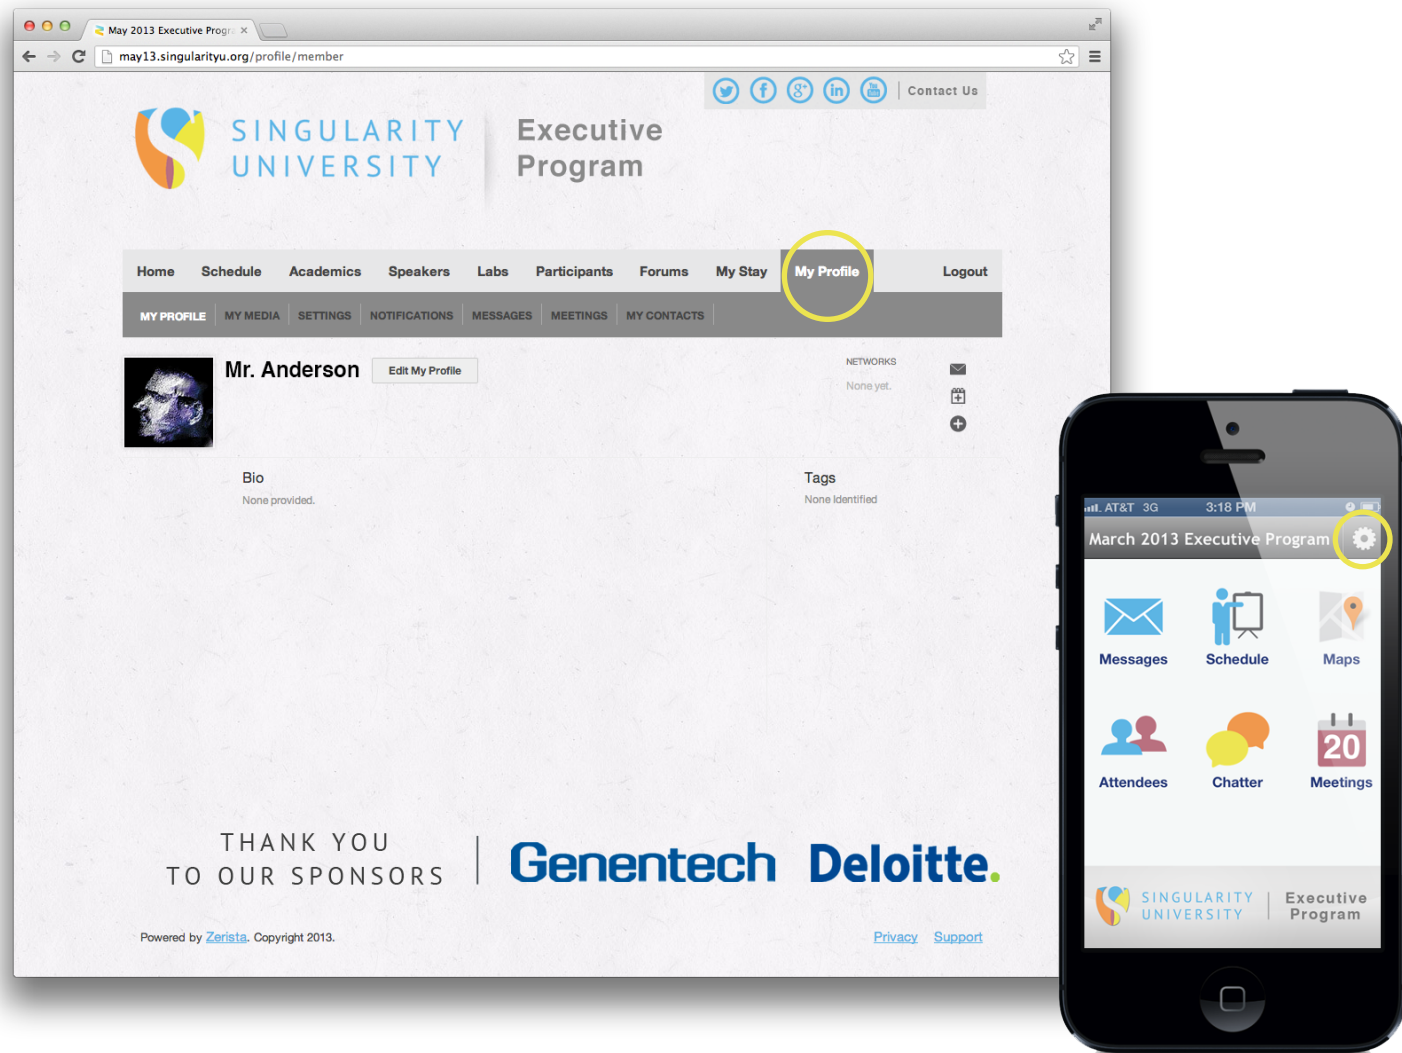 May 2013 Executive Progr
may13.singularityu.org/profile/member
Contact Us
SINGULARITY
UNIVERSITY
Executive
Program
Home Schedule Academics Speakers Labs Participants Forums My Stay My Profile Logout
MY PROFILE MY MEDIA SETTINGS NOTIFICATIONS MESSAGES MEETINGS MY CONTACTS
Mr. Anderson
Edit My Profile
NETWORKS
None yet.
Bio
None provided.
Tags
None Identified
THANK YOU
TO OUR SPONSORS
Genentech Deloitte.
Powered by Zerista. Copyright 2013.
Privacy Support
AT&T 3G 3:18 PM
March 2013 Executive Program
Messages Schedule Maps
20
Attendees Chatter Meetings
SINGULARITY
UNIVERSITY
Executive
Program